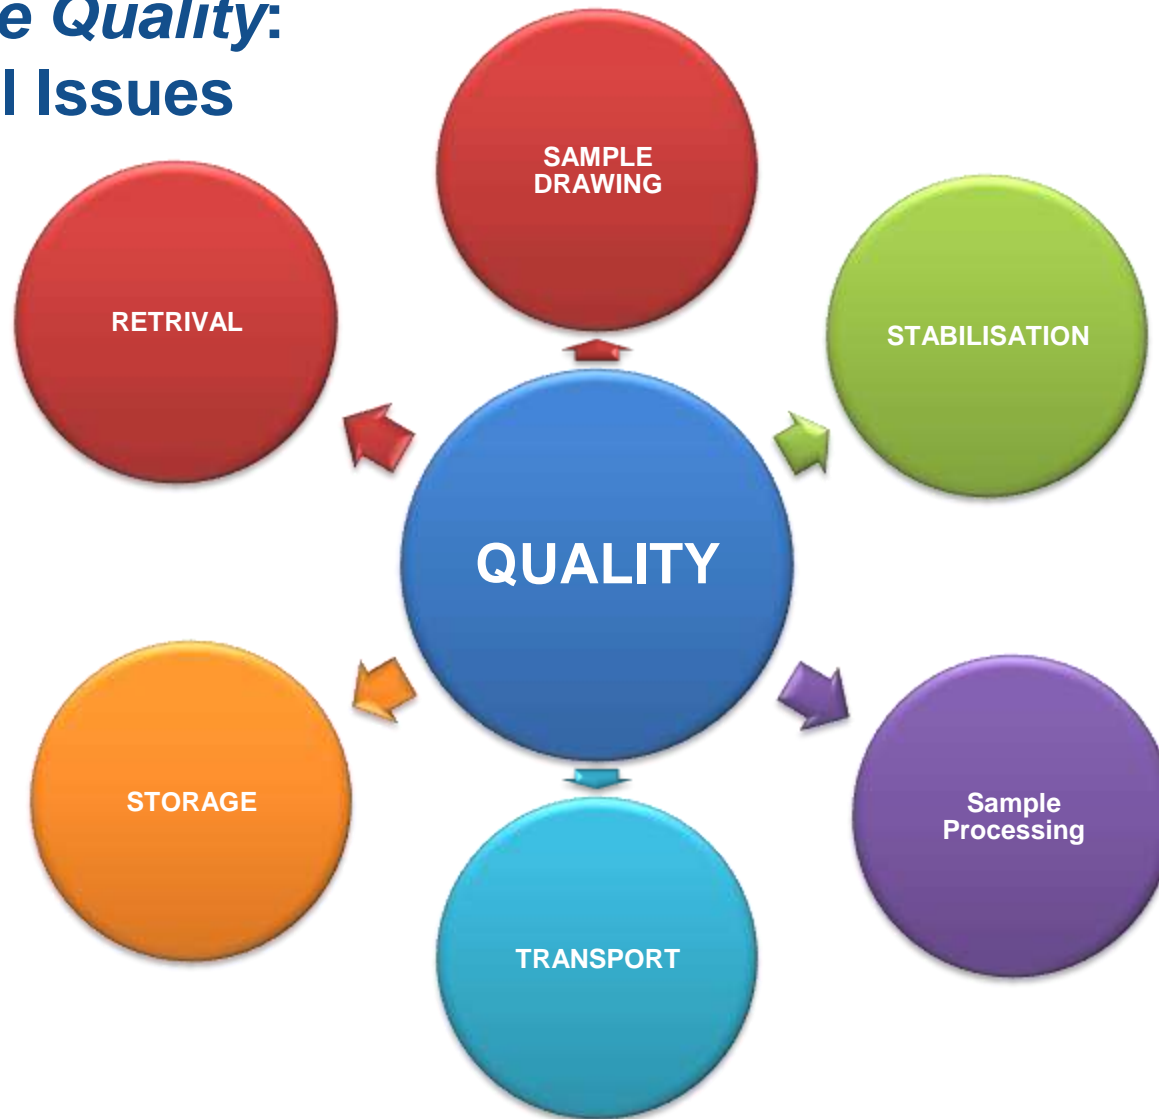 e Quality:
l Issues
SAMPLE
DRAWING
RETRIVAL
STABILISATION
QUALITY
STORAGE
Sample
Processing
TRANSPORT